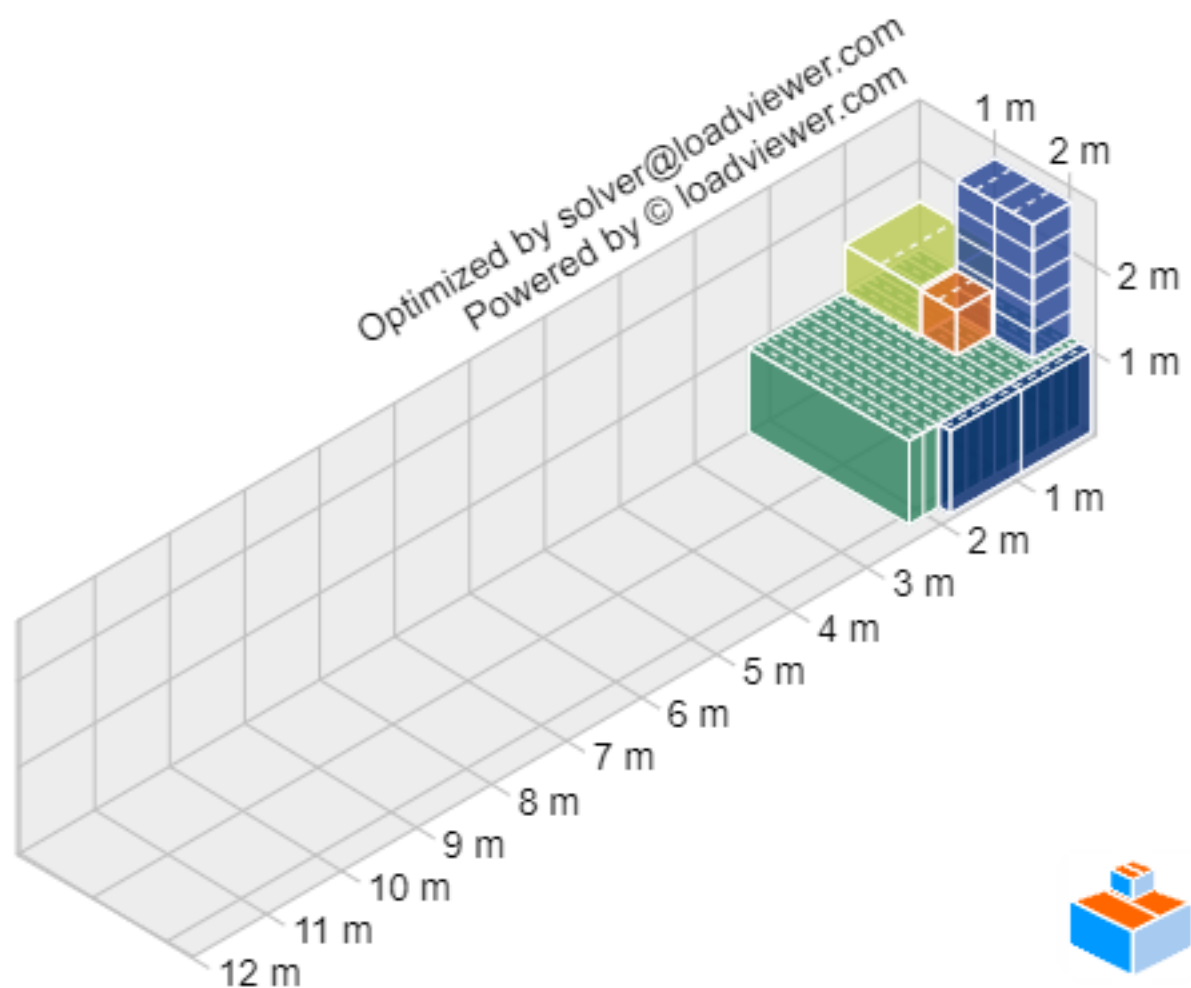 Optimized by solver@loadviewer.com
Powered by © loadviewer.com
1 m
2 m
2 m
1 m
1 m
2 m
3 m
4 m
5 m
6 m
7 m
8 m
9 m
10 m
11 m
12 m